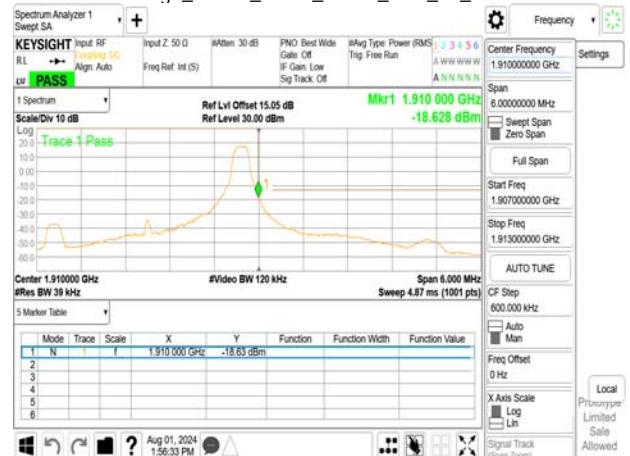 Spectrum Analyzer 1
Swept SA
+
Frequency
KEYSIGHT
RL
LW PASS
Input: RF
Coupling: DC
Align: Auto
Input Z: 50 Ω
Freq Ref: Int (S)
#Atten: 30 dB
PNO: Best Wide
Gate: Off
IF Gain: Low
Sig Track: Off
#Avg Type: Power (RMS
Trig: Free Run
1 2 3 4 5 6
A W W W W W
A N N N N N
1 Spectrum
Scale/Div 10 dB
Ref Lvl Offset 15.05 dB
Ref Level 30.00 dBm
Mkr1 1.910 000 GHz
-18.628 dBm
Log
Trace 1 Pass
20.0
10.0
0.00
-10.0
-20.0
-30.0
-40.0
-50.0
-60.0
1
Center 1.910000 GHz
#Res BW 39 kHz
#Video BW 120 kHz
Span 6.000 MHz
Sweep 4.87 ms (1001 pts)
5 Marker Table
Mode Trace Scale X Y Function Function Width Function Value
1 N 1 f 1.910 000 GHz -18.63 dBm
2
3
4
5
6
Aug 01, 2024
1:56:33 PM
Center Frequency
1.910000000 GHz
Settings
Span
6.00000000 MHz
Swept Span
Zero Span
Full Span
Start Freq
1.907000000 GHz
Stop Freq
1.913000000 GHz
AUTO TUNE
CF Step
600.000 kHz
Auto
Man
Freq Offset
0 Hz
X Axis Scale
Log
Lin
Signal Track
(Span Zoom)
Local
Prototype
Limited
Sale
Allowed